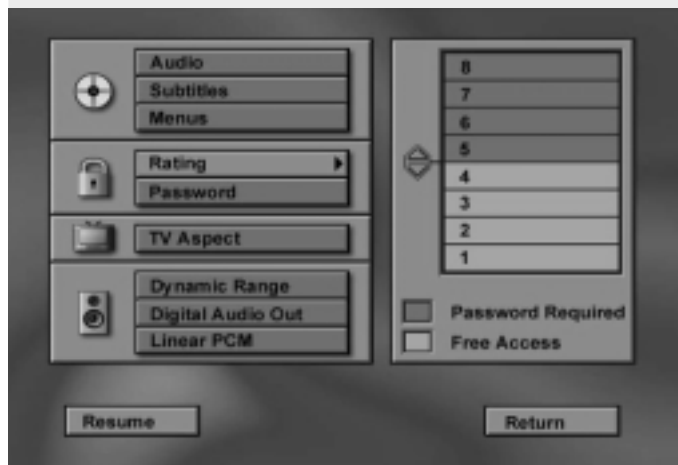 Audio
Subtitles
Menus
Rating
Password
TV Aspect
Dynamic Range
Digital Audio Out
Linear PCM
8
7
6
5
4
3
2
1
Password Required
Free Access
Resume
Return